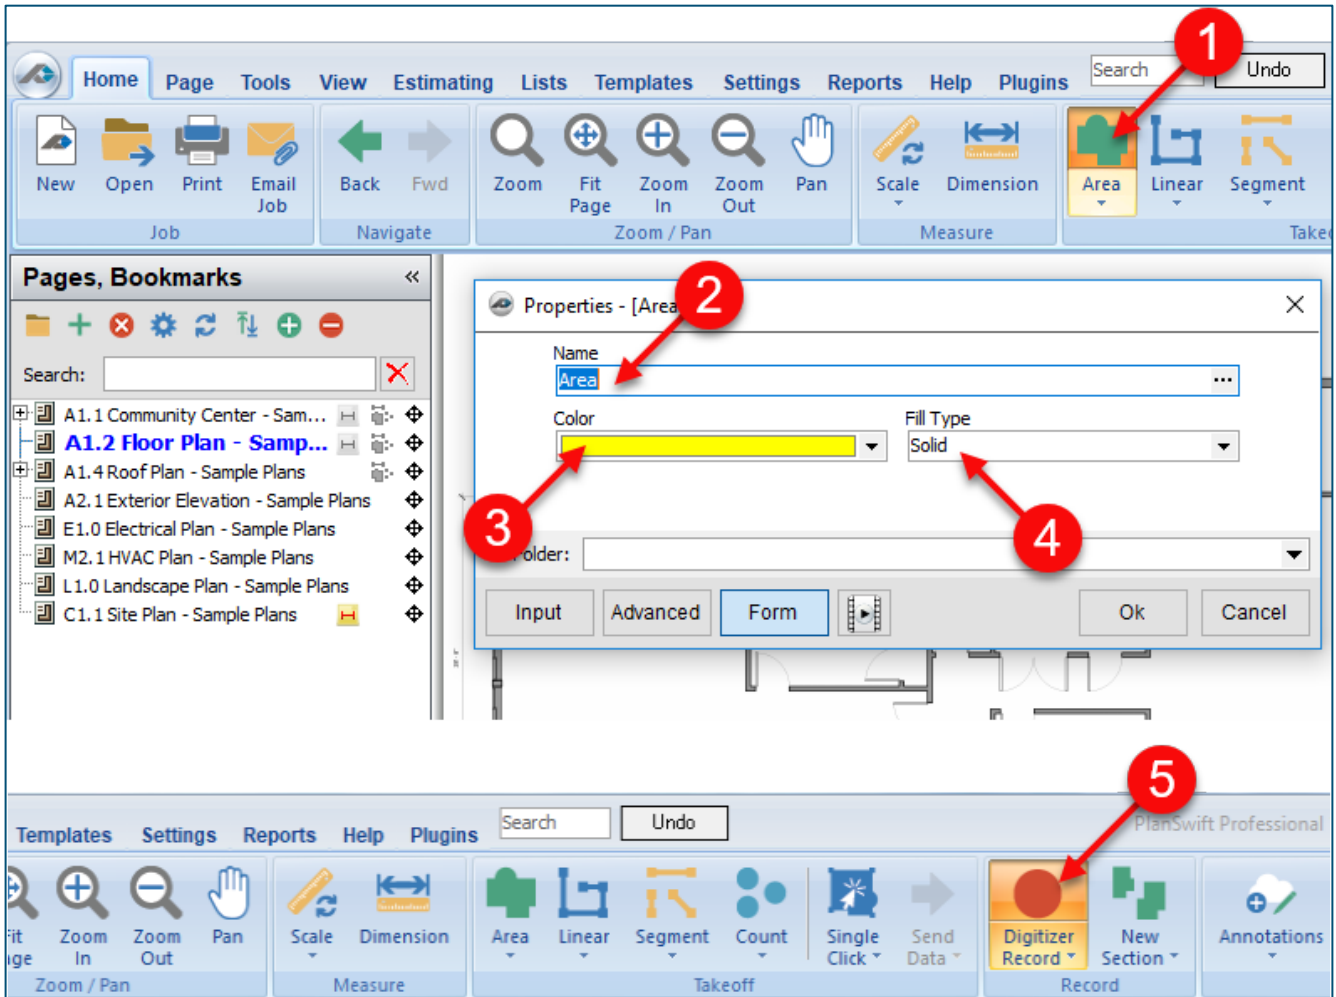 1
Search
Undo
Home Page Tools View Estimating Lists Templates Settings Reports Help Plugins
New Open Print Email Job Back Fwd Zoom Fit Page Zoom In Zoom Out Pan Scale Dimension Area Linear Segment
Job Navigate Zoom / Pan Measure
Pages, Bookmarks «
Search:
A1.1 Community Center - Sam...
A1.2 Floor Plan - Samp...
A1.4 Roof Plan - Sample Plans
A2.1 Exterior Elevation - Sample Plans
E1.0 Electrical Plan - Sample Plans
M2.1 HVAC Plan - Sample Plans
L1.0 Landscape Plan - Sample Plans
C1.1 Site Plan - Sample Plans
2
Properties - [Area
Name
Area ...
Color Fill Type
Solid
3
4
Input Advanced Form Ok Cancel
5
Search
Undo
PlanSwift Professional
Templates Settings Reports Help Plugins
Zoom In Zoom Out Pan Scale Dimension Area Linear Segment Count Single Click Send Data Digitizer Record New Section Annotations
Zoom / Pan Measure Takeoff Record